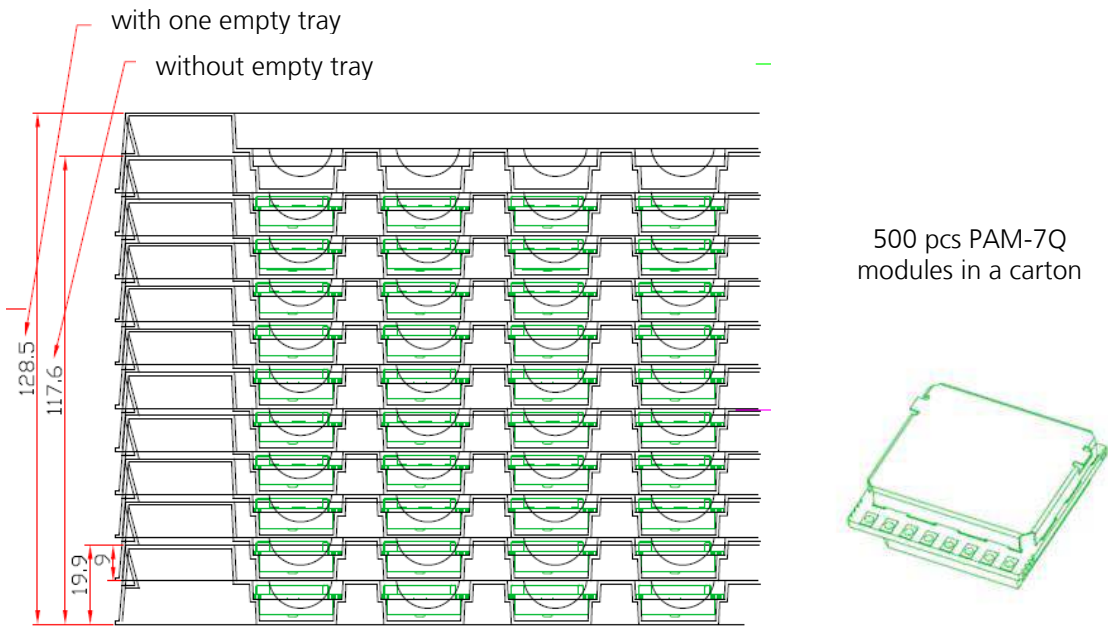 with one empty tray
without empty tray
500 pcs PAM-7Q
modules in a carton
128.5
117.6
19.9
9